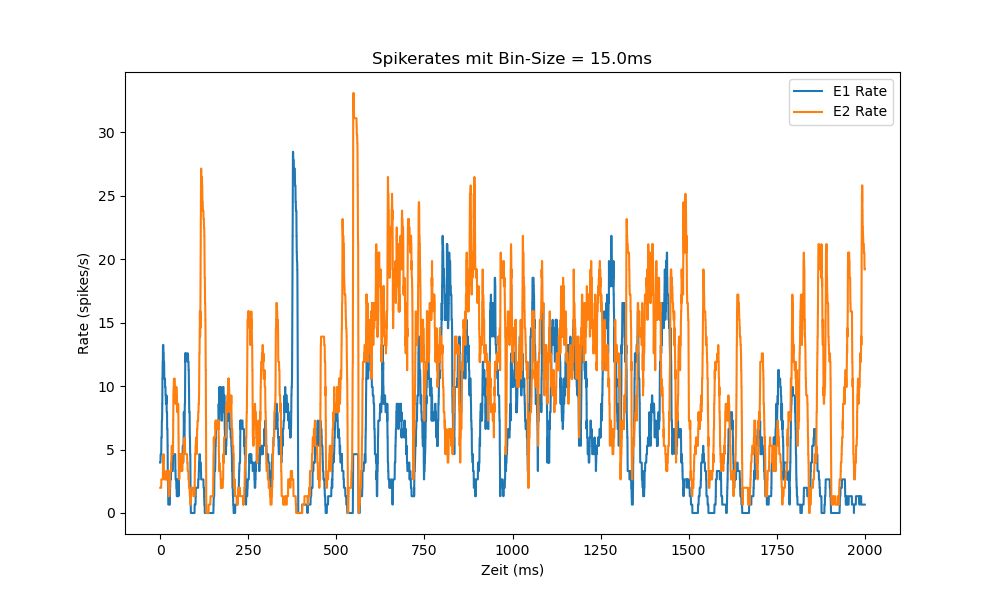 Spikerates mit Bin-Size = 15.0ms
E1 Rate
E2 Rate
Rate (spikes/s)
30
25
20
15
10
5
0
0 250 500 750 1000 1250 1500 1750 2000
Zeit (ms)